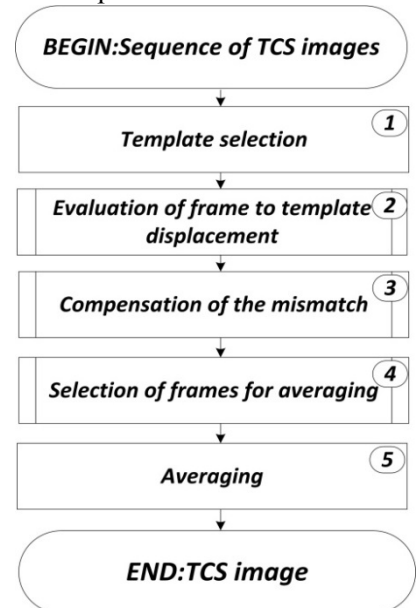 BEGIN:Sequence of TCS images
1
Template selection
2
Evaluation of frame to template
displacement
3
Compensation of the mismatch
4
Selection of frames for averaging
5
Averaging
END:TCS image